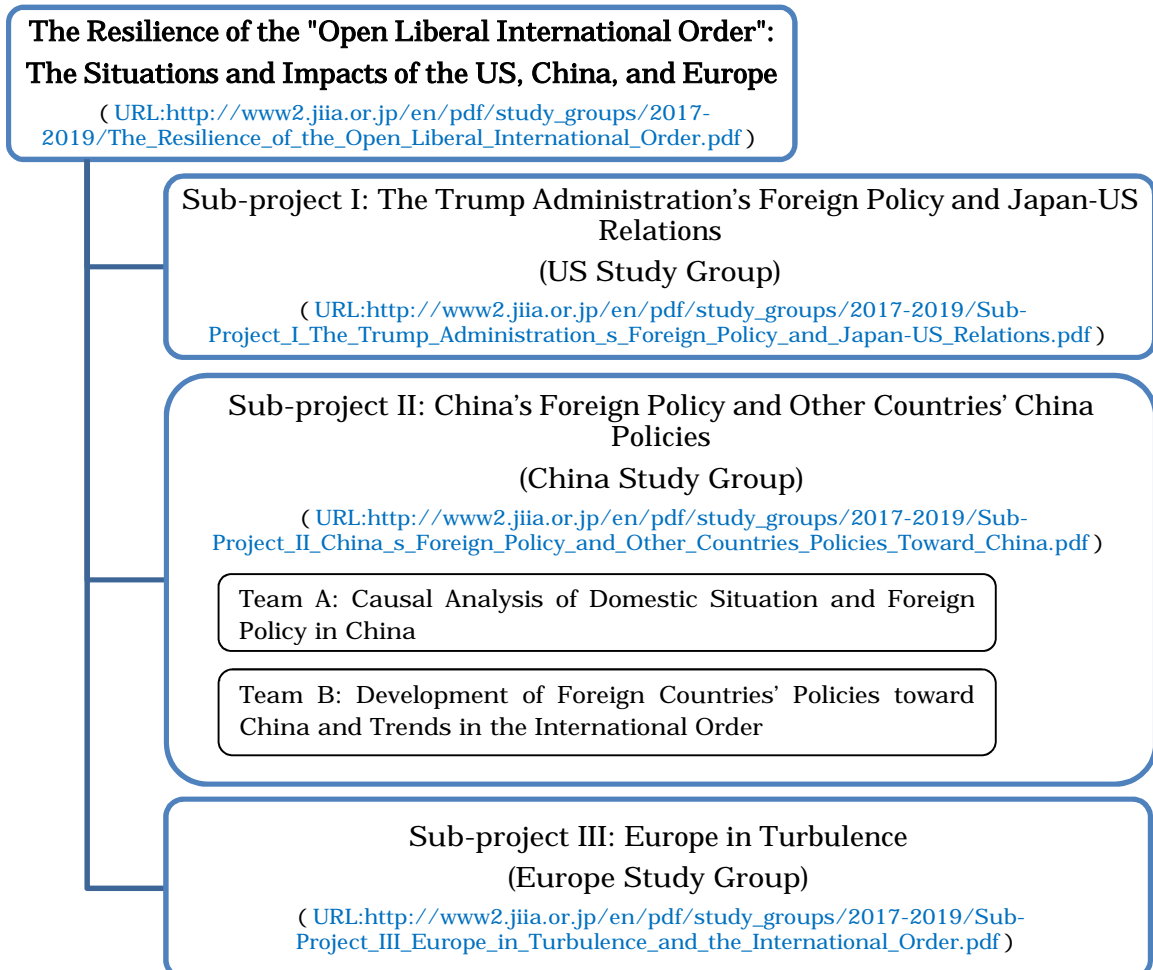 The Resilience of the "Open Liberal International Order":
The Situations and Impacts of the US, China, and Europe
( URL:http://www2.jiia.or.jp/en/pdf/study_groups/2017-
2019/The_Resilience_of_the_Open_Liberal_International_Order.pdf )
Sub-project I: The Trump Administration’s Foreign Policy and Japan-US
Relations
(US Study Group)
( URL:http://www2.jiia.or.jp/en/pdf/study_groups/2017-2019/Sub-
Project_I_The_Trump_Administration_s_Foreign_Policy_and_Japan-US_Relations.pdf )
Sub-project II: China’s Foreign Policy and Other Countries’ China
Policies
(China Study Group)
( URL:http://www2.jiia.or.jp/en/pdf/study_groups/2017-2019/Sub-
Project_II_China_s_Foreign_Policy_and_Other_Countries_Policies_Toward_China.pdf )
Team A: Causal Analysis of Domestic Situation and Foreign
Policy in China
Team B: Development of Foreign Countries’ Policies toward
China and Trends in the International Order
Sub-project III: Europe in Turbulence
(Europe Study Group)
( URL:http://www2.jiia.or.jp/en/pdf/study_groups/2017-2019/Sub-
Project_III_Europe_in_Turbulence_and_the_International_Order.pdf )